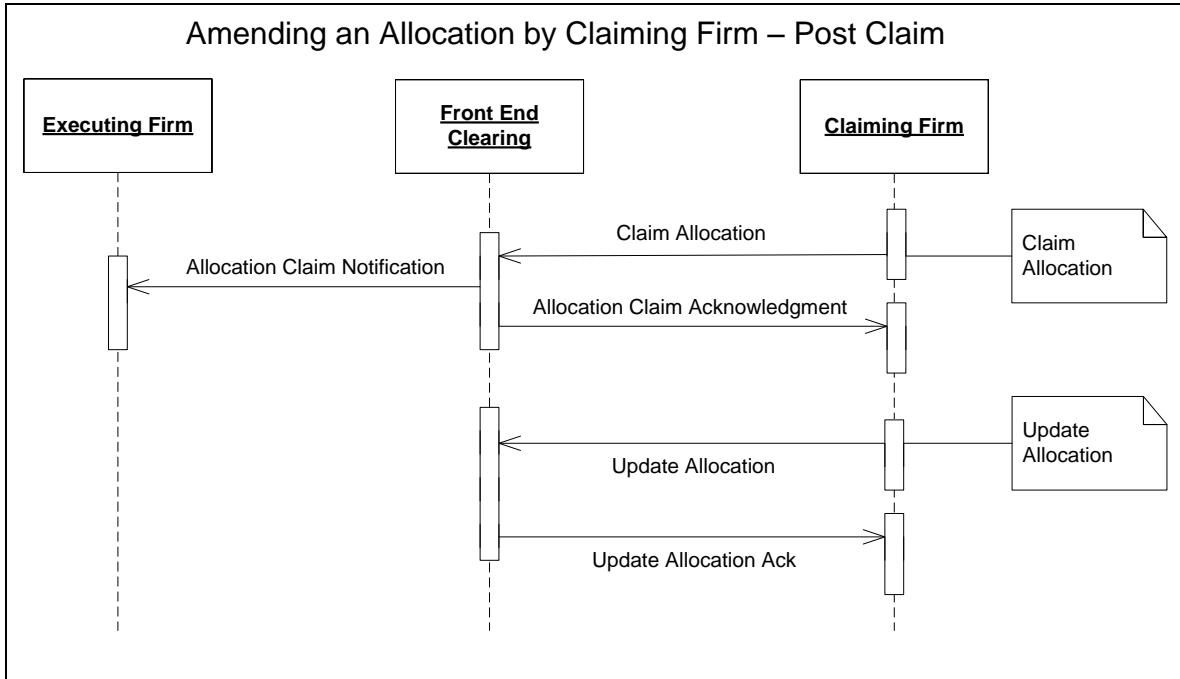 Amending an Allocation by Claiming Firm – Post Claim
Executing Firm
Front End
Clearing
Claiming Firm
Claim Allocation
Claim
Allocation
Allocation Claim Notification
Allocation Claim Acknowledgment
Update
Allocation
Update Allocation
Update Allocation Ack